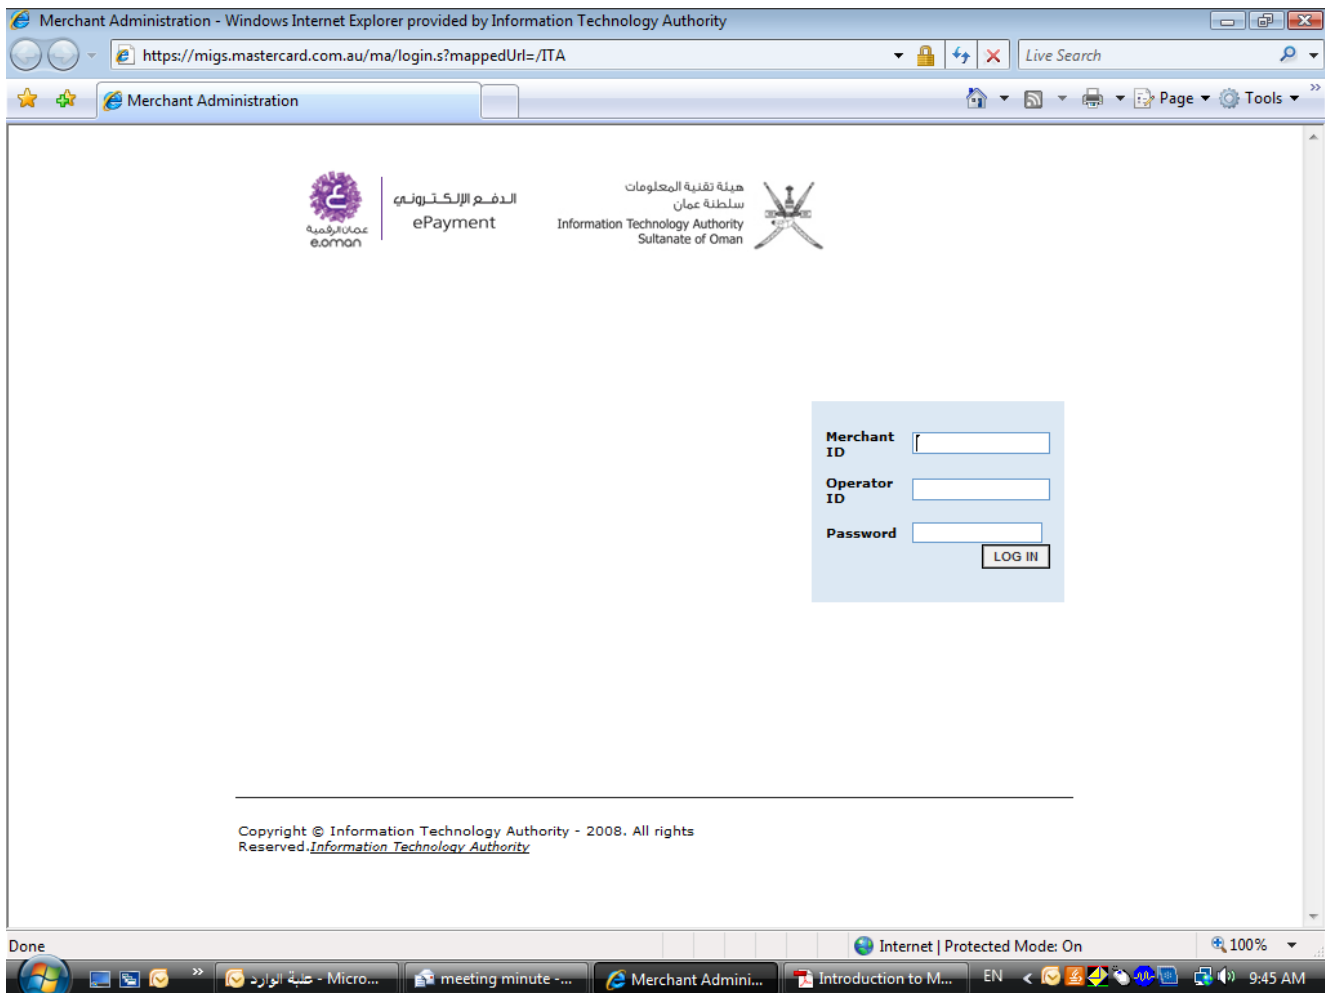 Merchant Administration - Windows Internet Explorer provided by Information Technology Authority
https://migs.mastercard.com.au/ma/login.s?mappedUrl=/ITA
Live Search
Merchant Administration
Page
Tools
الدفع الإلكتروني
ePayment
عمان الرقمية
e.oman
هيئة تقنية المعلومات
سلطنة عمان
Information Technology Authority
Sultanate of Oman
Merchant
ID
Operator
ID
Password
LOG IN
Copyright © Information Technology Authority - 2008. All rights
Reserved.Information Technology Authority
Done
Internet | Protected Mode: On
100%
علبة الوارد - Micro...
meeting minute -...
Merchant Admini...
Introduction to M...
EN
9:45 AM